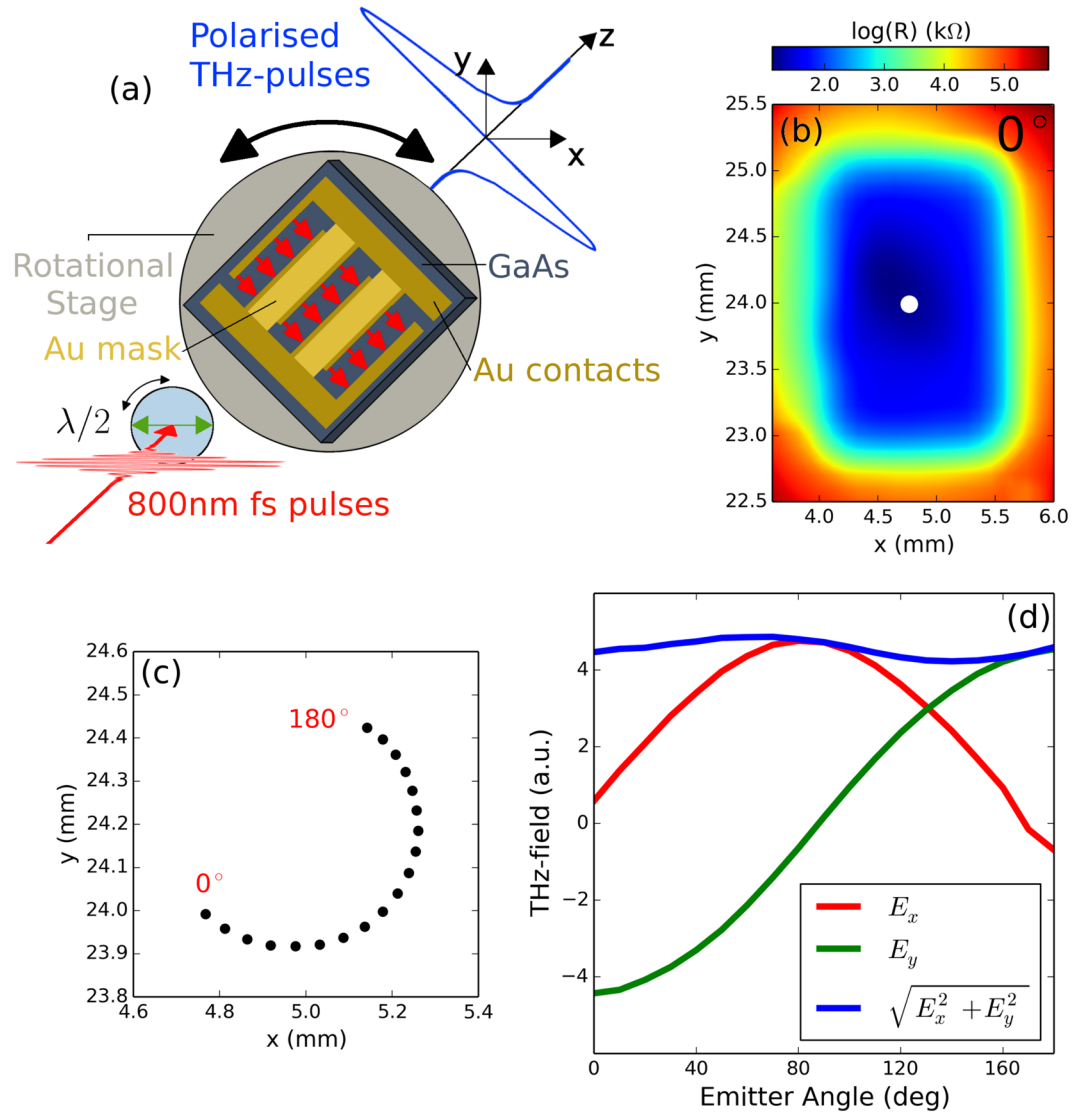 (a)
Polarised
THz-pulses
y
z
x
Rotational
Stage
GaAs
Au mask
Au contacts
λ/2
800nm fs pulses
log(R) (kΩ)
2.0 3.0 4.0 5.0
(b)
0°
25.5
25.0
24.5
24.0
23.5
23.0
22.5
y (mm)
4.0 4.5 5.0 5.5 6.0
x (mm)
(c)
24.6
24.5
24.4
24.3
24.2
24.1
24.0
23.9
23.8
y (mm)
180°
0°
4.6 4.8 5.0 5.2 5.4
x (mm)
(d)
4
2
0
−2
−4
THz-field (a.u.)
E_x
E_y
√E_x^2 +E_y^2
0 40 80 120 160
Emitter Angle (deg)